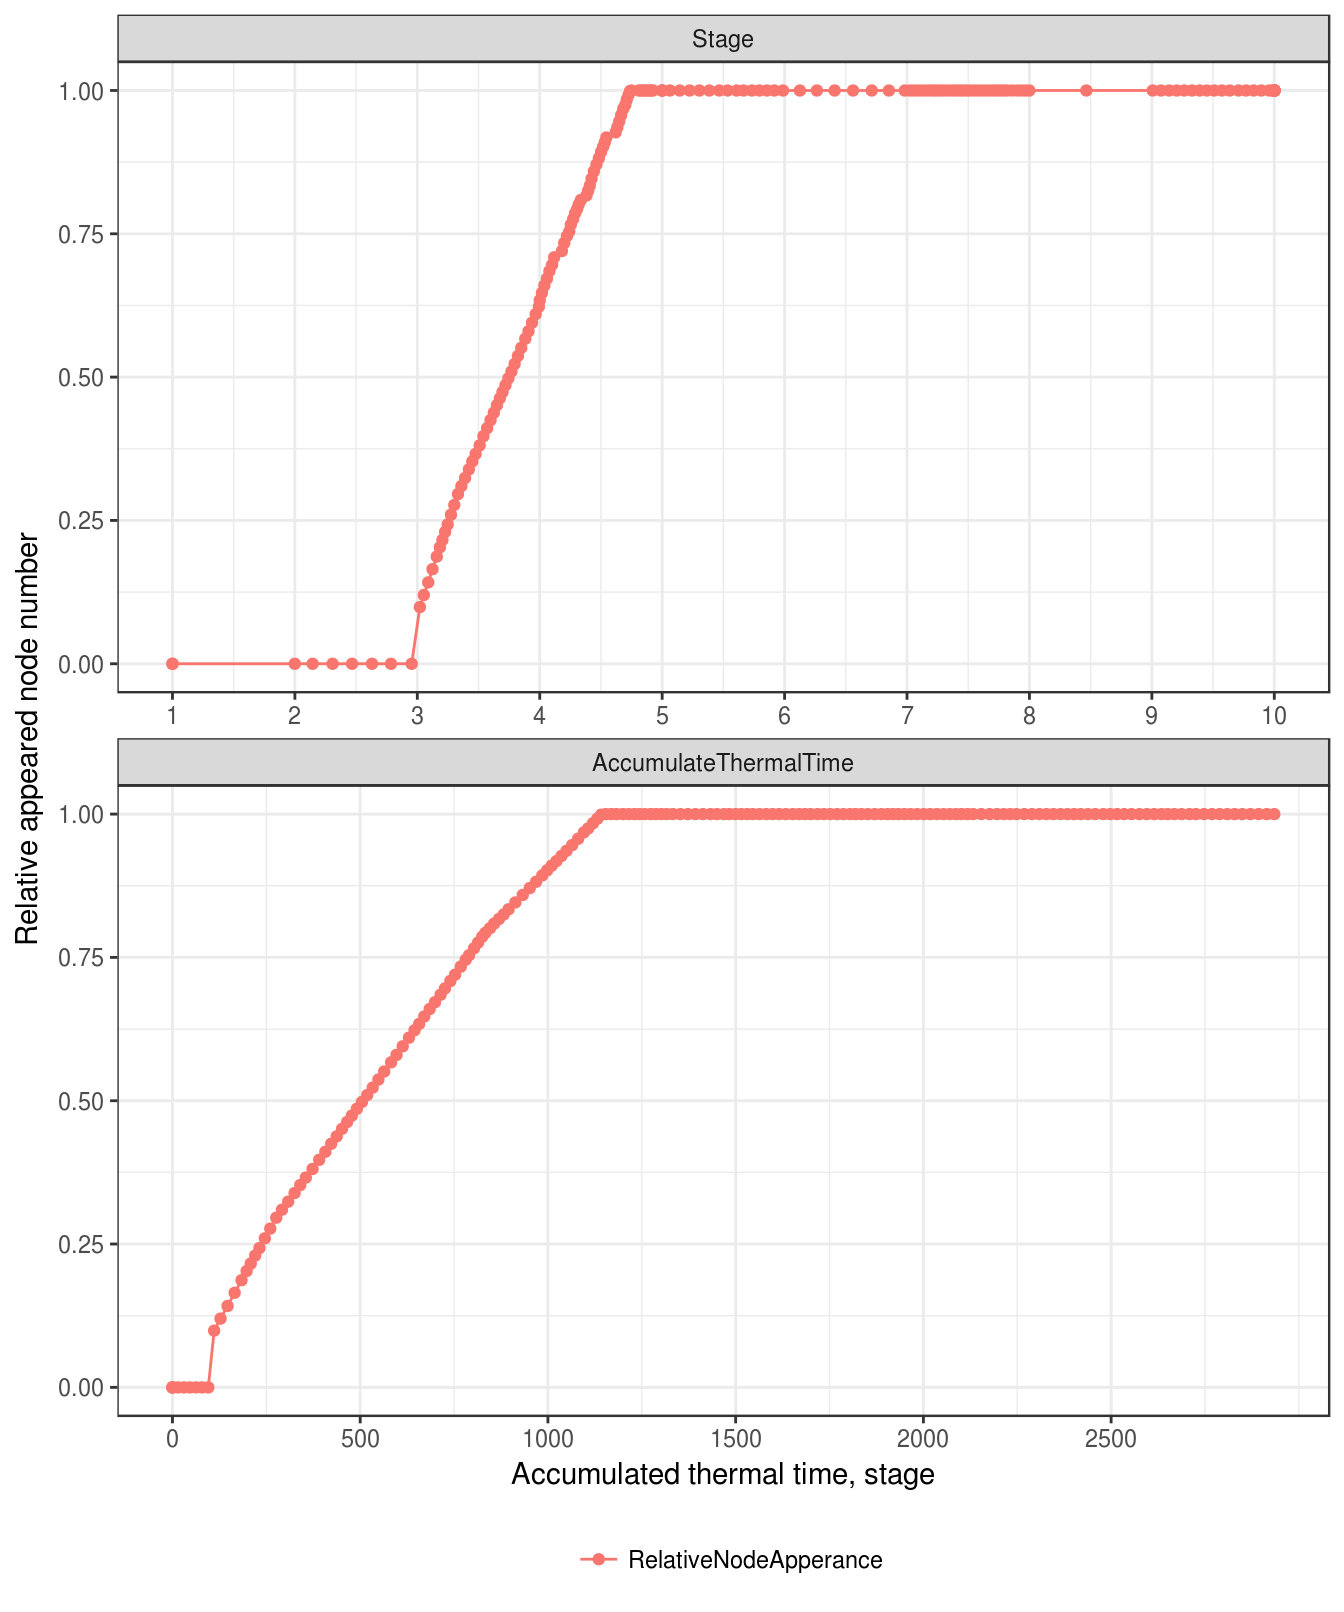 Stage
1.00
0.75
0.50
0.25
0.00
1 2 3 4 5 6 7 8 9 10
Relative appeared node number
AccumulateThermalTime
1.00
0.75
0.50
0.25
0.00
0 500 1000 1500 2000 2500
Accumulated thermal time, stage
RelativeNodeApperance